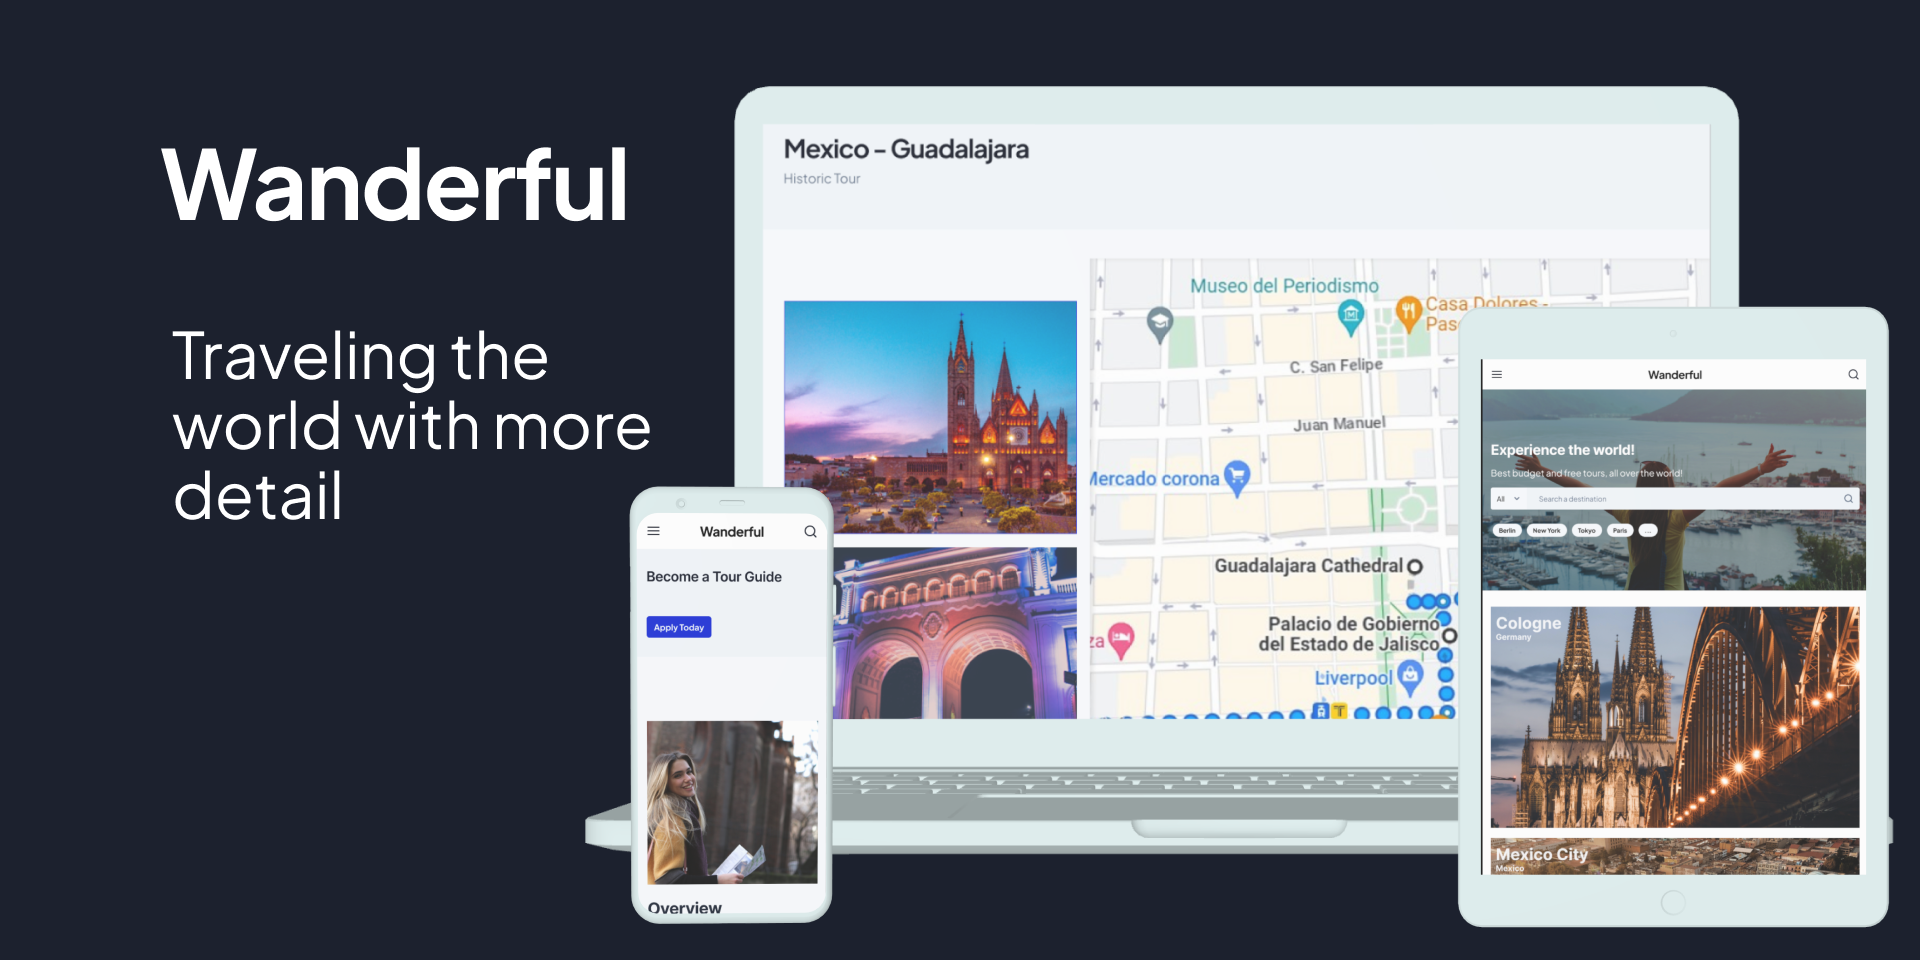 Wanderful
Traveling the
world with more
detail
Mexico – Guadalajara
Historic Tour
Museo del Periodismo
Casa Dolores -
Pas
C. San Felipe
Juan Manuel
Mercado corona
Guadalajara Cathedral
Palacio de Gobierno
del Estado de Jalisco
za
Liverpool
T
Wanderful
Become a Tour Guide
Apply Today
Overview
Wanderful
Experience the world!
Best budget and free tours, all over the world!
All
Search a destination
Berlin
New York
Tokyo
Paris
...
Cologne
Germany
Mexico City
Mexico